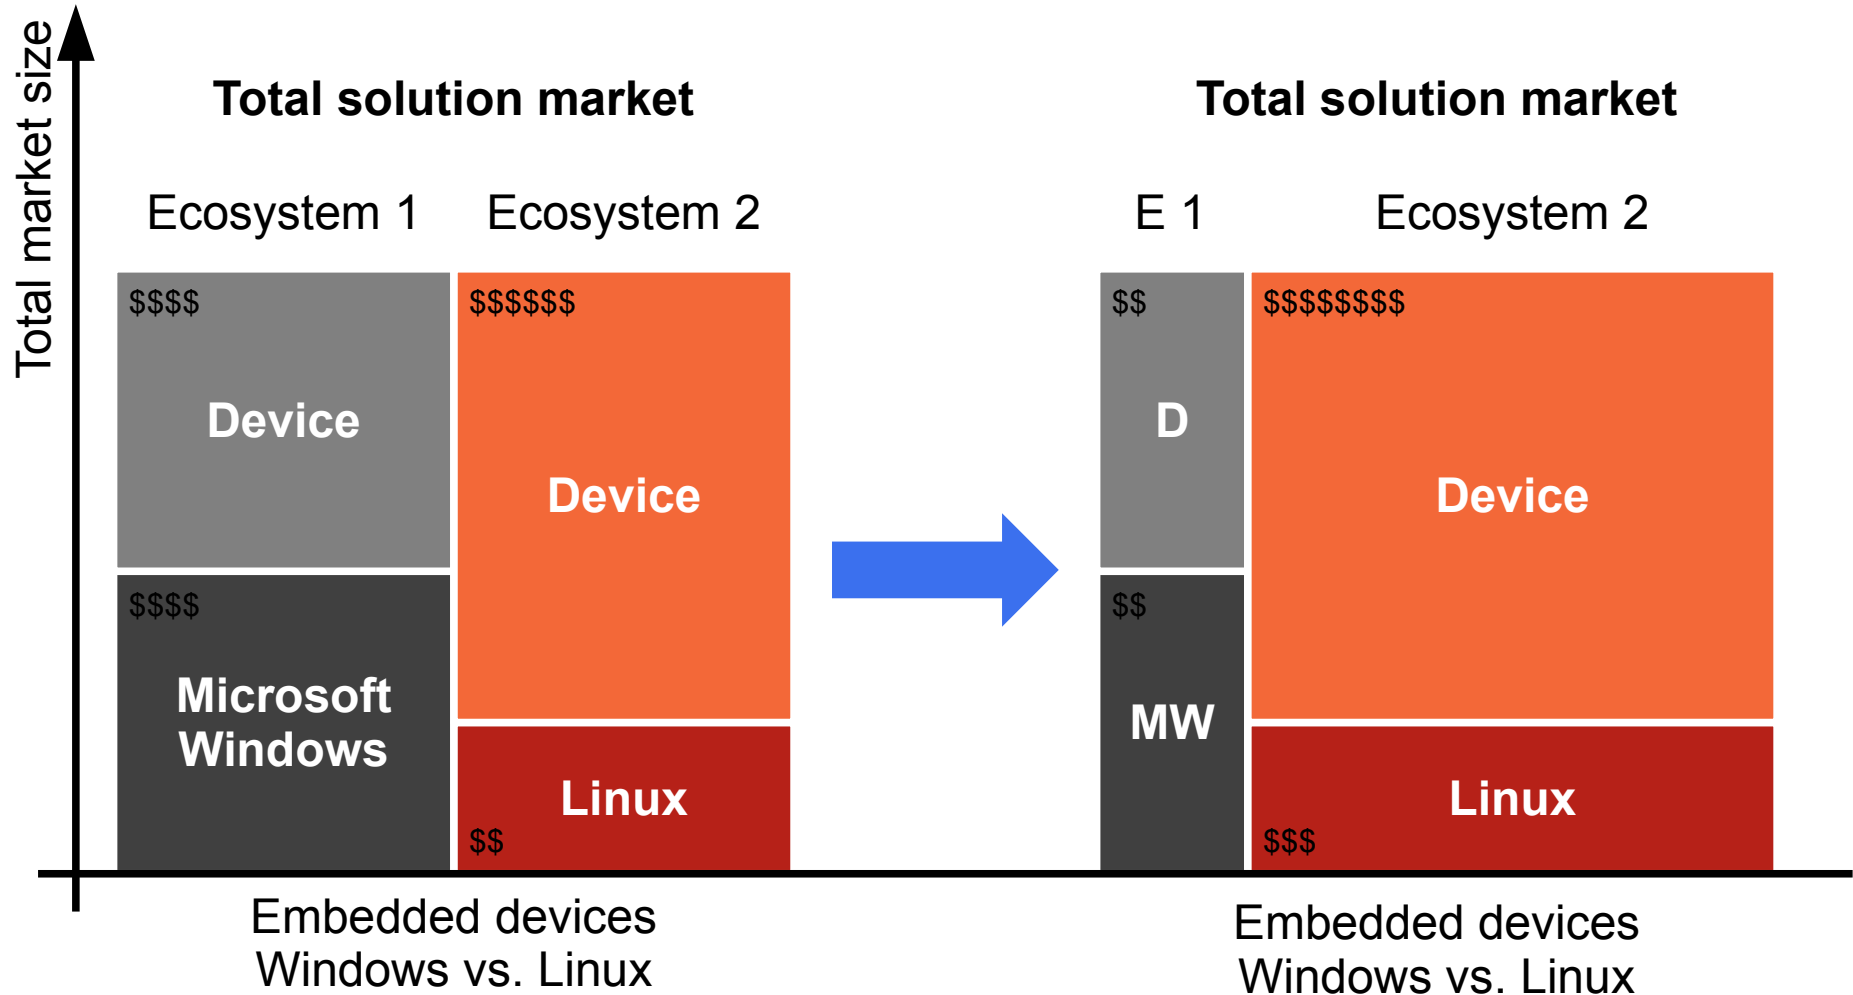 Total market size
Total solution market
Ecosystem 1
Ecosystem 2
$$$$
Device
$$$$
Microsoft
Windows
$$$$$$
Device
Linux
$$
Embedded devices
Windows vs. Linux
Total solution market
E 1
Ecosystem 2
$$
D
$$
MW
$$$$$$$$
Device
Linux
$$$
Embedded devices
Windows vs. Linux